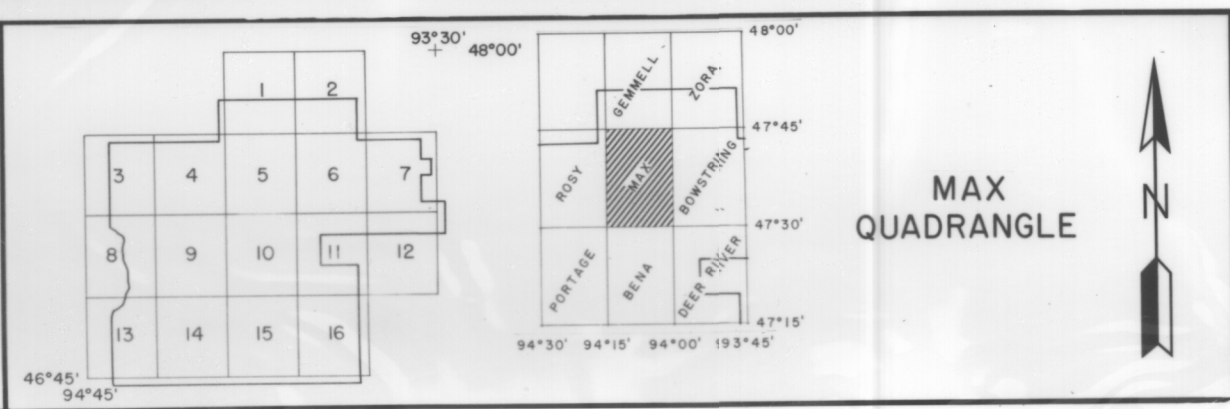 93°30'
48°00'
1 2
3 4 5 6 7
8 9 10 11 12
13 14 15 16
46°45'
94°45'
48°00'
GEMMELL
ZORA
47°45'
ROSY
MAX
BOWSTRING
47°30'
PORTAGE
BENA
DEER RIVER
47°15'
94°30' 94°15' 94°00' 93°45'
MAX
QUADRANGLE
N